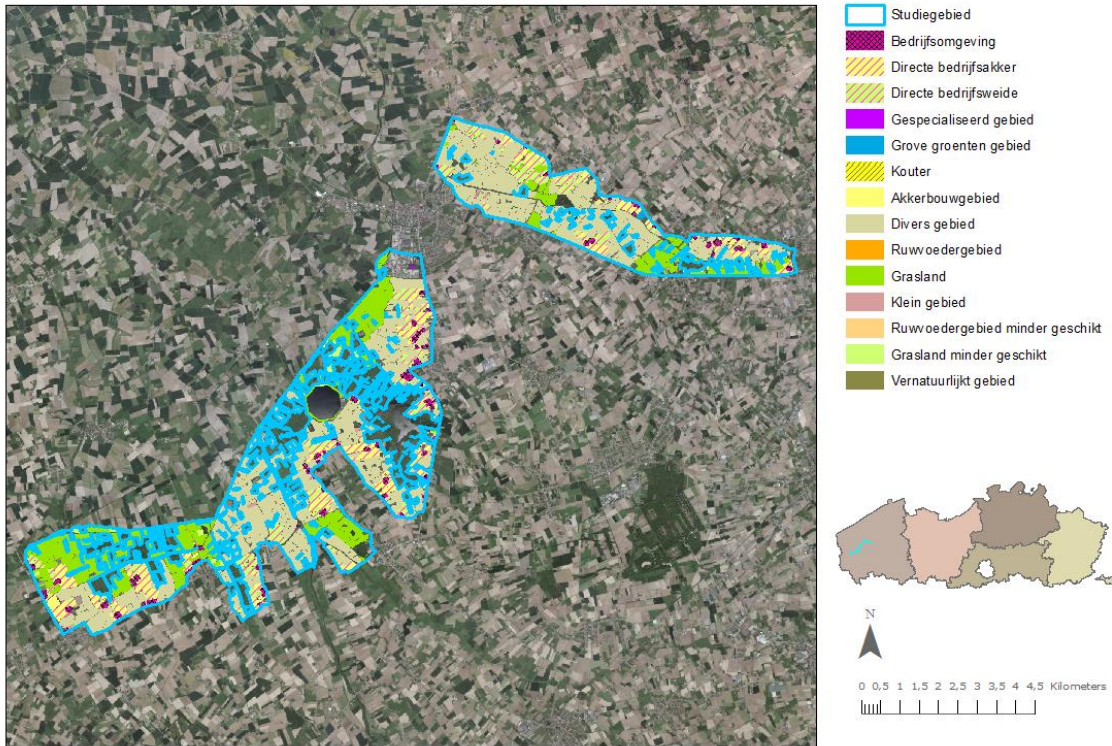 Studiegebied
Bedrijfsomgeving
Directe bedrijfsakker
Directe bedrijfsweide
Gespecialiseerd gebied
Grove groenten gebied
Kouter
Akkerbouwgebied
Divers gebied
Ruwvoedergebied
Grasland
Klein gebied
Ruwvoedergebied minder geschikt
Grasland minder geschikt
Vernatuurlijkt gebied
N
0 0,5 1 1,5 2 2,5 3 3,5 4 4,5 Kilometers